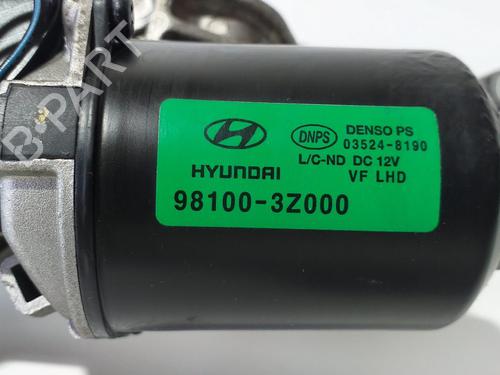 DNPS DENSO PS
03524-8190
L/C-ND DC 12V
HYUNDAI VF LHD
98100-3Z000
B-PART